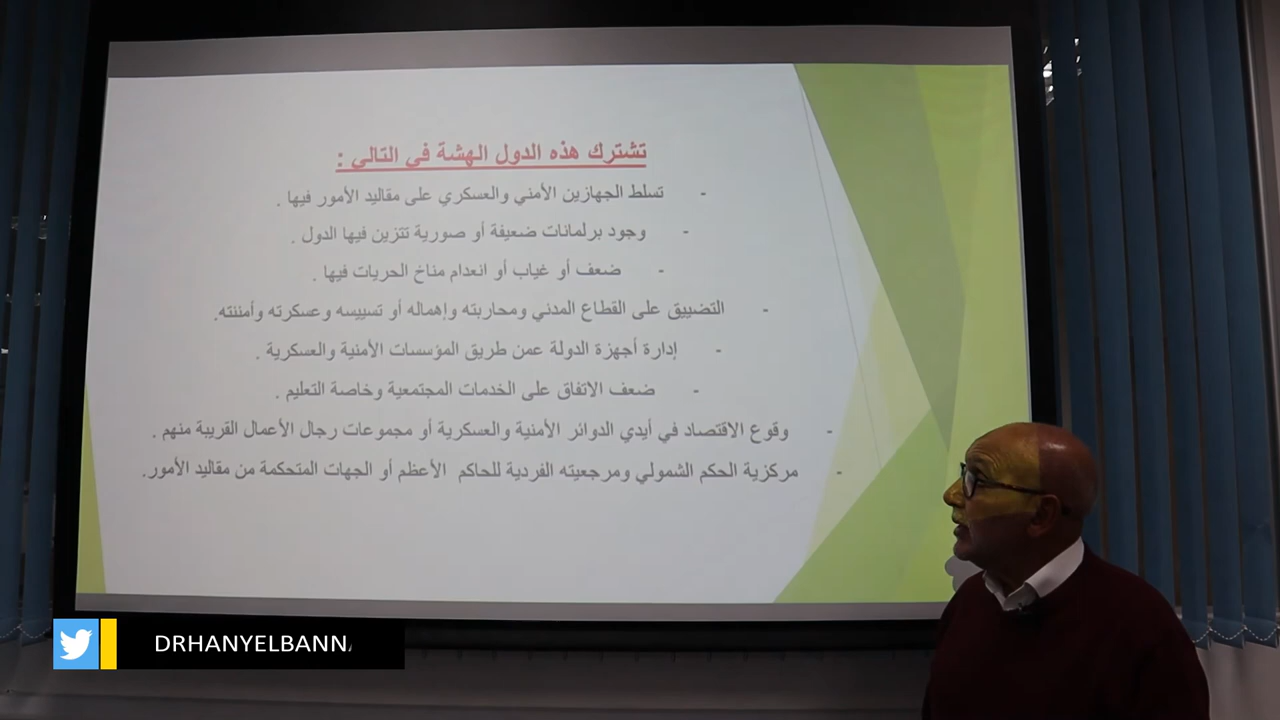 تشترك هذه الدول الهشة في التالي :
- تسلط الجهازين الأمني والعسكري على مقاليد الأمور فيها .
- وجود برلمانات ضعيفة أو صورية تتزين فيها الدول .
- ضعف أو غياب أو انعدام مناخ الحريات فيها .
- التضييق على القطاع المدني ومحاربته وإهماله أو تسييسه وعسكرته وأمننته.
- إدارة أجهزة الدولة عمن طريق المؤسسات الأمنية والعسكرية .
- ضعف الاتفاق على الخدمات المجتمعية وخاصة التعليم .
- وقوع الاقتصاد في أيدي الدوائر الأمنية والعسكرية أو مجموعات رجال الأعمال القريبة منهم .
- مركزية الحكم الشمولي ومرجعيته الفردية للحاكم الأعظم أو الجهات المتحكمة من مقاليد الأمور.
DRHANYELBANN